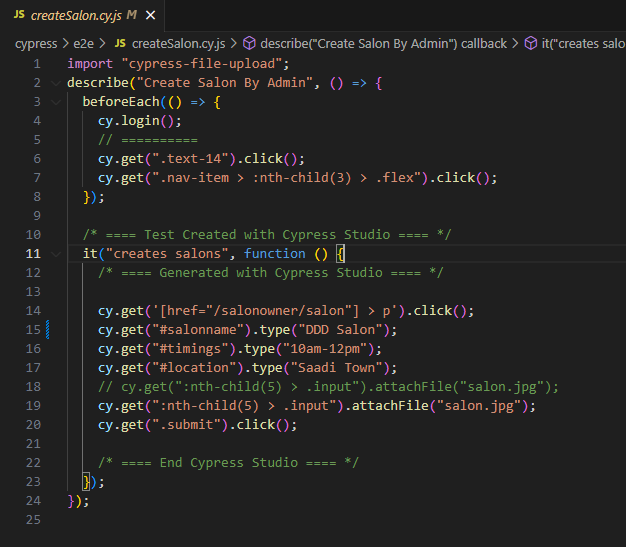 JS createSalon.cy.js M ×
cypress > e2e > JS createSalon.cy.js > describe("Create Salon By Admin") callback > it("creates salo
1 import "cypress-file-upload";
2 describe("Create Salon By Admin", () => {
3 beforeEach(() => {
4 cy.login();
5 // ==========
6 cy.get(".text-14").click();
7 cy.get(".nav-item > :nth-child(3) > .flex").click();
8 });
9
10 /* ==== Test Created with Cypress Studio ==== */
11 it("creates salons", function () {
12 /* ==== Generated with Cypress Studio ==== */
13
14 cy.get('[href="/salonowner/salon"] > p').click();
15 cy.get("#salonname").type("DDD Salon");
16 cy.get("#timings").type("10am-12pm");
17 cy.get("#location").type("Saadi Town");
18 // cy.get(":nth-child(5) > .input").attachFile("salon.jpg");
19 cy.get(":nth-child(5) > .input").attachFile("salon.jpg");
20 cy.get(".submit").click();
21
22 /* ==== End Cypress Studio ==== */
23 });
24 });
25